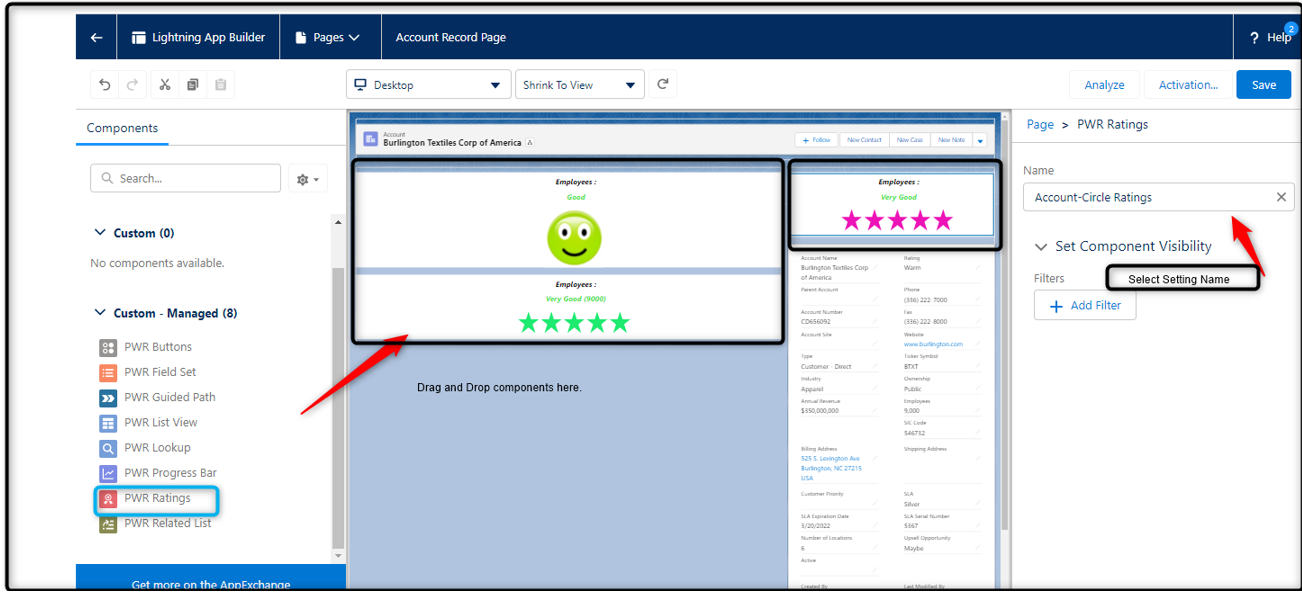 Lightning App Builder
Pages
Account Record Page
? Help
2
Desktop
Shrink To View
Analyze
Activation...
Save
Components
Search...
Custom (0)
No components available.
Custom - Managed (8)
PWR Buttons
PWR Field Set
PWR Guided Path
PWR List View
PWR Lookup
PWR Progress Bar
PWR Ratings
PWR Related List
Get more on the AppExchange
Account
Burlington Textiles Corp of America
+ Follow
New Contact
New Case
New Note
Employees :
Good
Employees :
Very Good (9000)
Drag and Drop components here.
Employees :
Very Good
Account Name
Burlington Textiles Corp
of America
Rating
Warm
Parent Account
Phone
(336) 222-7000
Account Number
CD656092
Fax
(336) 222-8000
Account Site
Website
www.burlington.com
Type
Customer - Direct
Ticker Symbol
BTXT
Industry
Apparel
Ownership
Public
Annual Revenue
$350,000,000
Employees
9,000
SIC Code
546732
Billing Address
525 S. Lexington Ave
Burlington, NC 27215
USA
Shipping Address
Customer Priority
SLA
Silver
SLA Expiration Date
3/20/2022
SLA Serial Number
5367
Number of Locations
6
Upsell Opportunity
Maybe
Active
Created By
Last Modified By
Page > PWR Ratings
Name
Account-Circle Ratings
Set Component Visibility
Filters
Select Setting Name
+ Add Filter